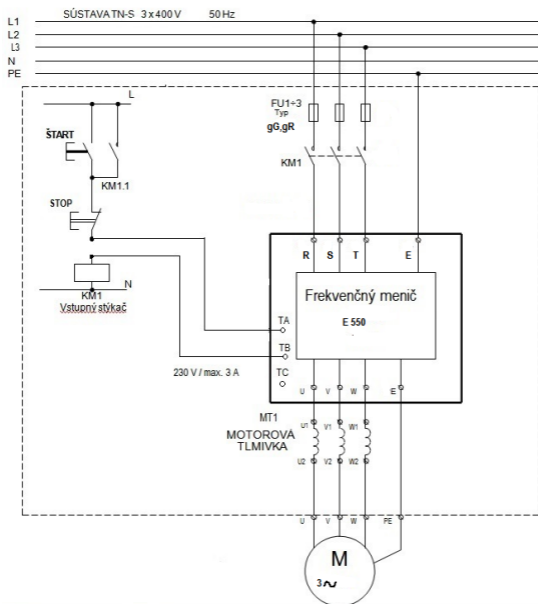 SÚSTAVA TN-S 3 x 400 V 50 Hz
L1
L2
L3
N
PE
L
FU1÷3
Typ
gG,gR
ŠTART
KM1.1
KM1
STOP
R S T E
Frekvenčný menič
E 550
N
KM1
Vstupný stýkač
TA
TB
TC
230 V / max. 3 A
U V W E
MT1
MOTOROVÁ
TLMIVKA
U1 V1 W1
U2 V2 W2
U V W PE
M
3~